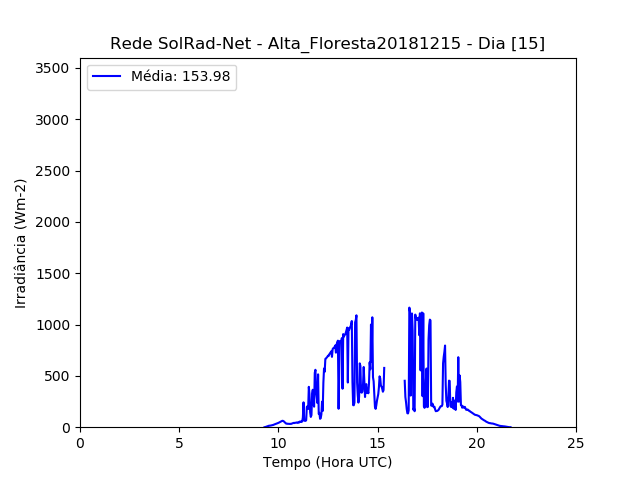 Rede SolRad-Net - Alta_Floresta20181215 - Dia [15]
Média: 153.98
3500
3000
2500
2000
1500
1000
500
0
Irradiância (Wm-2)
0 5 10 15 20 25
Tempo (Hora UTC)